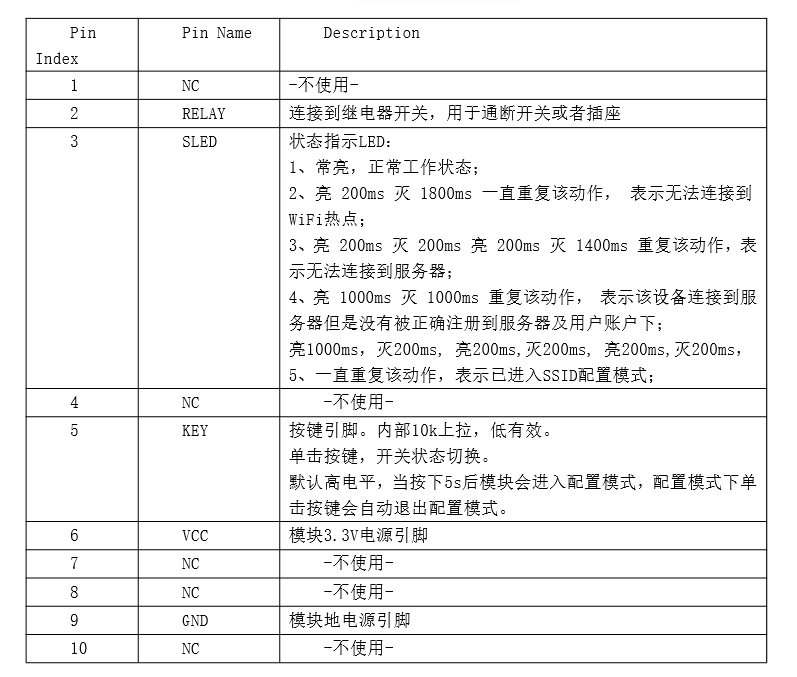 Pin Index Pin Name Description
1 NC -不使用-
2 RELAY 连接到继电器开关，用于通断开关或者插座
3 SLED 状态指示LED：
1、常亮，正常工作状态；
2、亮 200ms 灭 1800ms 一直重复该动作， 表示无法连接到
WiFi热点；
3、亮 200ms 灭 200ms 亮 200ms 灭 1400ms 重复该动作，表
示无法连接到服务器；
4、亮 1000ms 灭 1000ms 重复该动作， 表示该设备连接到服
务器但是没有被正确注册到服务器及用户账户下；
亮1000ms，灭200ms, 亮200ms,灭200ms, 亮200ms,灭200ms，
5、一直重复该动作，表示已进入SSID配置模式；
4 NC -不使用-
5 KEY 按键引脚。内部10k上拉，低有效。
单击按键，开关状态切换。
默认高电平，当按下5s后模块会进入配置模式，配置模式下单
击按键会自动退出配置模式。
6 VCC 模块3.3V电源引脚
7 NC -不使用-
8 NC -不使用-
9 GND 模块地电源引脚
10 NC -不使用-